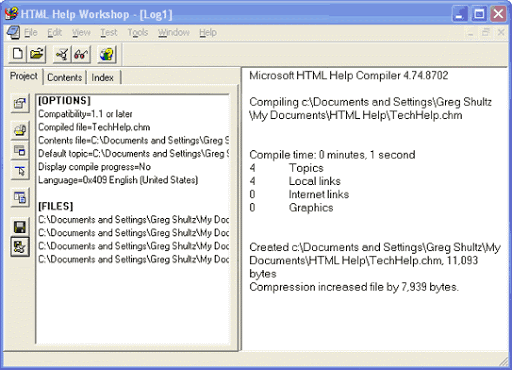 HTML Help Workshop - [Log1]
File Edit View Test Tools Window Help
Project Contents Index
[OPTIONS]
Compatibility=1.1 or later
Compiled file=TechHelp.chm
Contents file=C:\Documents and Settings\Greg S
Default topic=C:\Documents and Settings\Greg Sh
Display compile progress=No
Language=0x409 English (United States)
[FILES]
C:\Documents and Settings\Greg Shultz\My Doc
C:\Documents and Settings\Greg Shultz\My Doc
C:\Documents and Settings\Greg Shultz\My Doc
C:\Documents and Settings\Greg Shultz\My Doc
Microsoft HTML Help Compiler 4.74.8702
Compiling c:\Documents and Settings\Greg Shultz
\My Documents\HTML Help\TechHelp.chm
Compile time: 0 minutes, 1 second
4 Topics
4 Local links
0 Internet links
0 Graphics
Created c:\Documents and Settings\Greg Shultz\My
Documents\HTML Help\TechHelp.chm, 11,093
bytes
Compression increased file by 7,939 bytes.